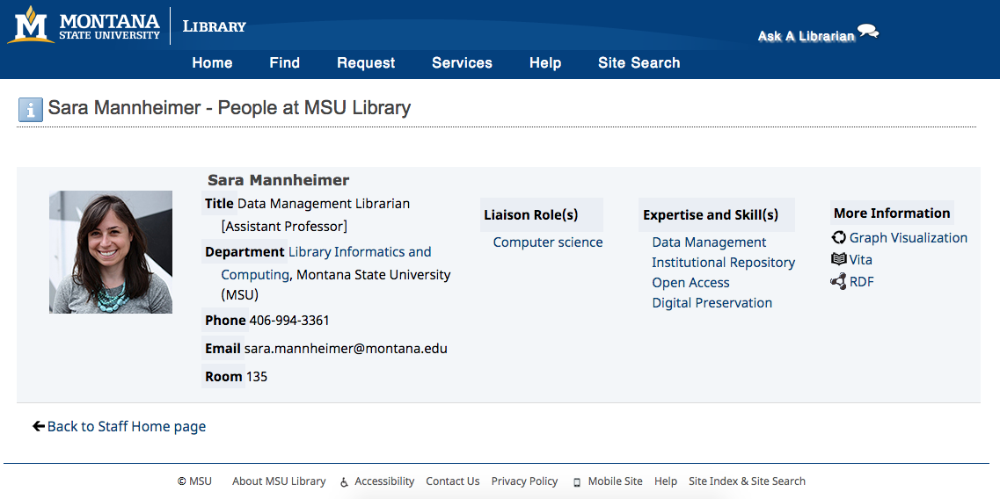 MONTANA
STATE UNIVERSITY
LIBRARY
Ask A Librarian
Home Find Request Services Help Site Search
Sara Mannheimer - People at MSU Library
Sara Mannheimer
Title Data Management Librarian
[Assistant Professor]
Department Library Informatics and
Computing, Montana State University
(MSU)
Phone 406-994-3361
Email sara.mannheimer@montana.edu
Room 135
Liaison Role(s)
Computer science
Expertise and Skill(s)
Data Management
Institutional Repository
Open Access
Digital Preservation
More Information
Graph Visualization
Vita
RDF
Back to Staff Home page
© MSU About MSU Library Accessibility Contact Us Privacy Policy Mobile Site Help Site Index & Site Search